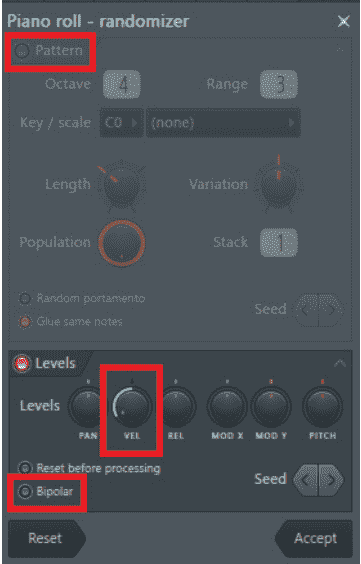 Piano roll - randomizer
Pattern
Octave 4 Range 3
Key / scale C0 (none)
Length Variation
Population Stack 1
Random portamento
Glue same notes
Seed
Levels
Levels
PAN VEL REL MOD X MOD Y PITCH
Reset before processing
Bipolar
Seed
Reset Accept